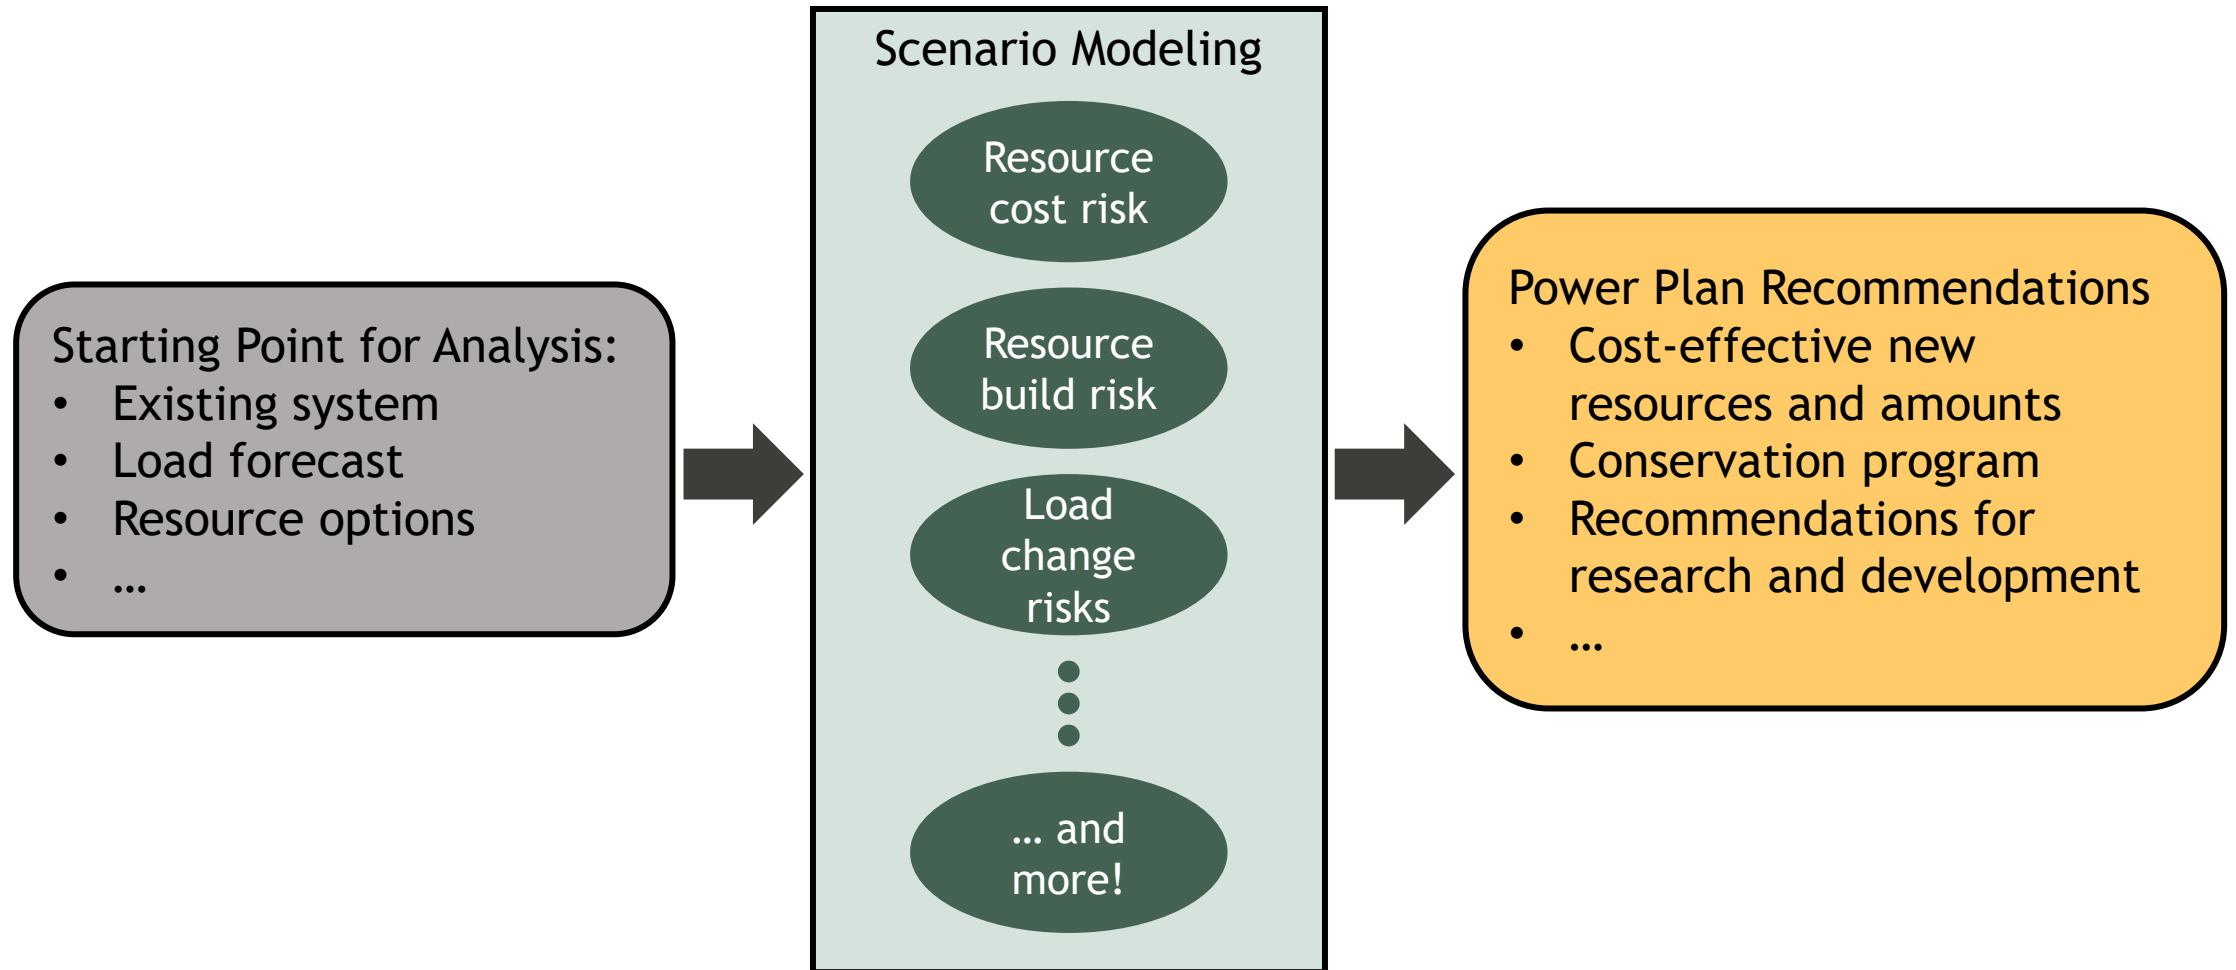 Starting Point for Analysis:
• Existing system
• Load forecast
• Resource options
• …
Scenario Modeling
Resource
cost risk
Resource
build risk
Load
change
risks
… and
more!
Power Plan Recommendations
• Cost-effective new
resources and amounts
• Conservation program
• Recommendations for
research and development
• …